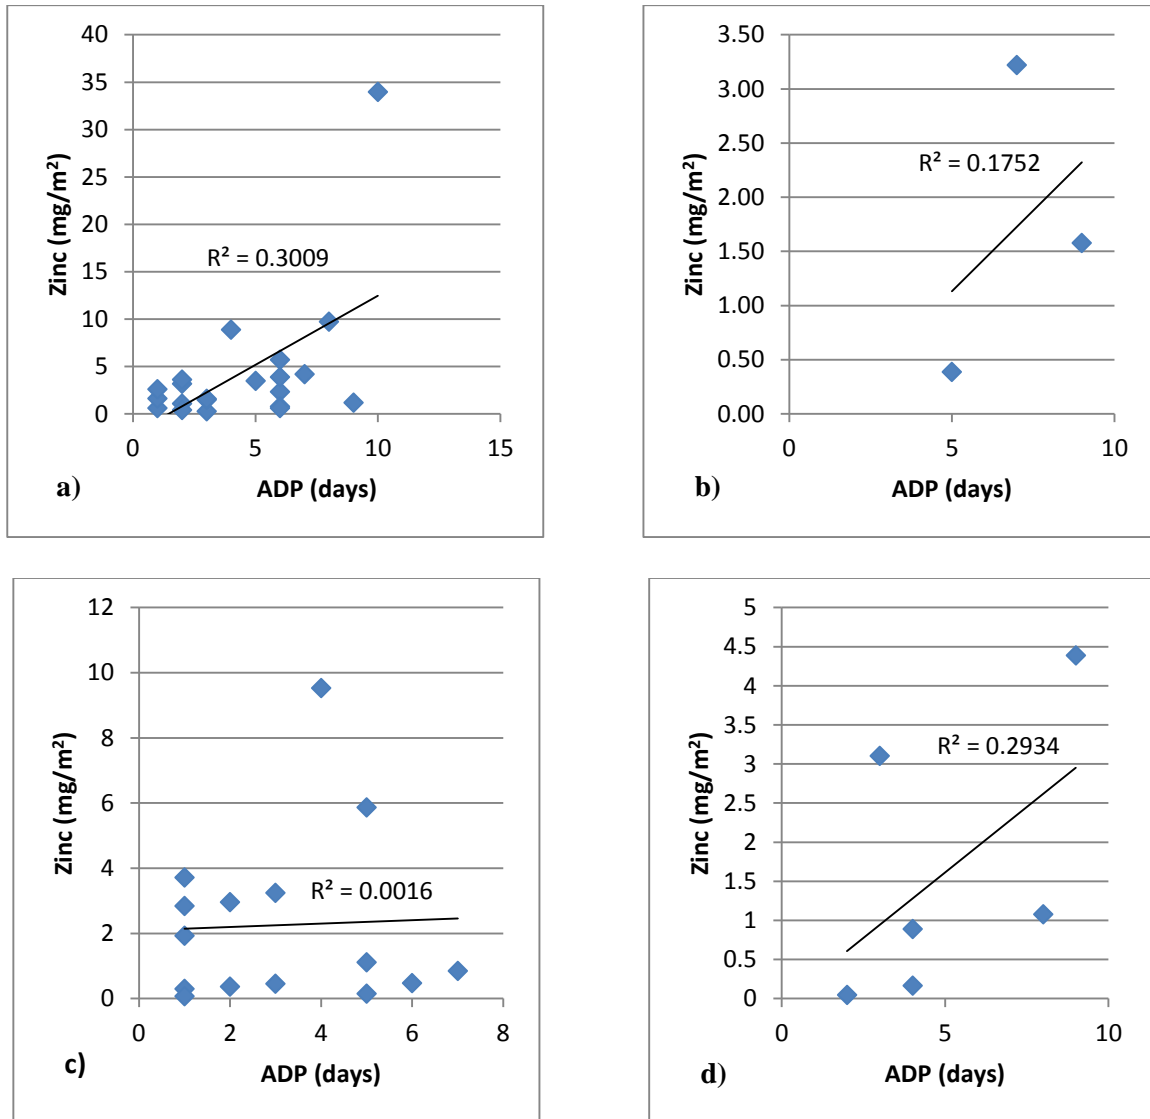 40
35
30
25
20
15
10
5
0
Zinc (mg/m²)
R² = 0.3009
0 5 10 15
ADP (days)
a)
3.50
3.00
2.50
2.00
1.50
1.00
0.50
0.00
Zinc (mg/m²)
R² = 0.1752
0 5 10
ADP (days)
b)
12
10
8
6
4
2
0
Zinc (mg/m²)
R² = 0.0016
0 2 4 6 8
ADP (days)
c)
5
4.5
4
3.5
3
2.5
2
1.5
1
0.5
0
Zinc (mg/m²)
R² = 0.2934
0 5 10
ADP (days)
d)